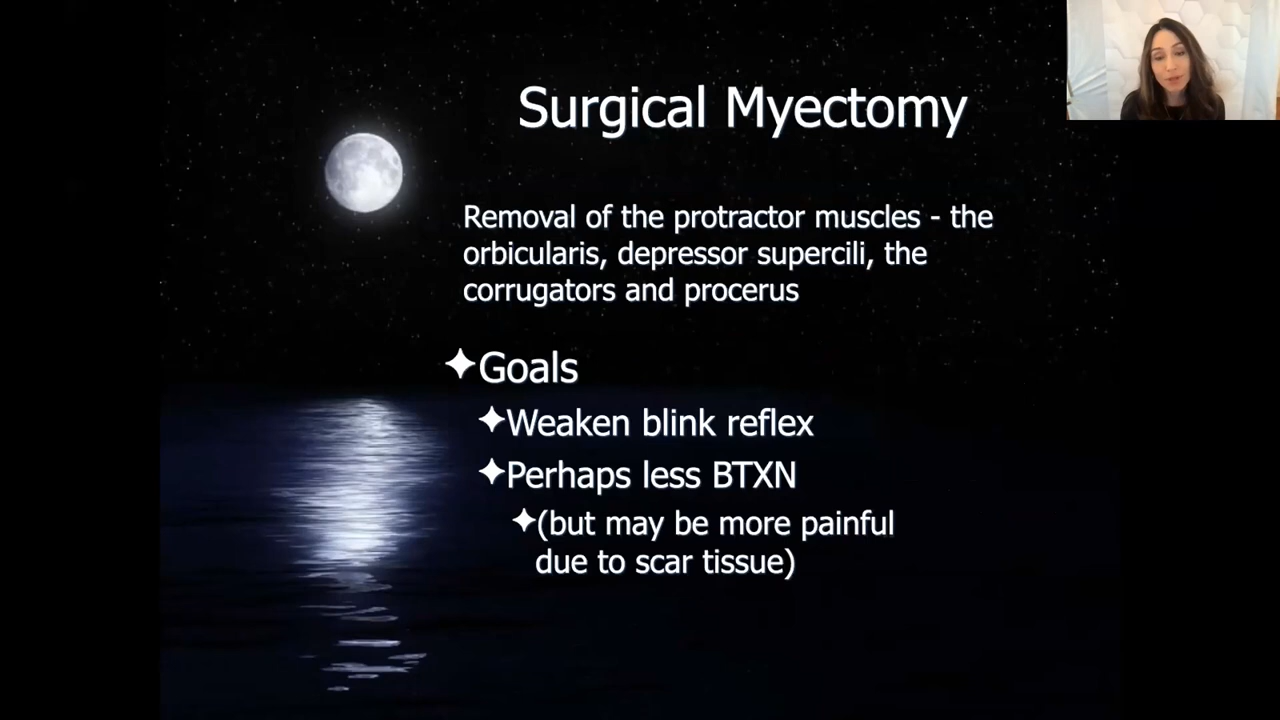 Surgical Myectomy
Removal of the protractor muscles - the
orbicularis, depressor supercili, the
corrugators and procerus
Goals
Weaken blink reflex
Perhaps less BTXN
(but may be more painful
due to scar tissue)